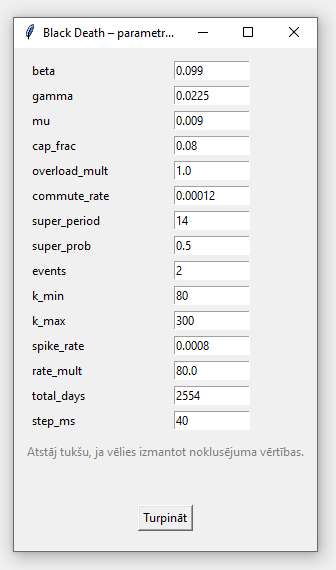 Black Death – parametr...
beta 0.099
gamma 0.0225
mu 0.009
cap_frac 0.08
overload_mult 1.0
commute_rate 0.00012
super_period 14
super_prob 0.5
events 2
k_min 80
k_max 300
spike_rate 0.0008
rate_mult 80.0
total_days 2554
step_ms 40
Atstāj tukšu, ja vēlies izmantot noklusējuma vērtības.
Turpināt